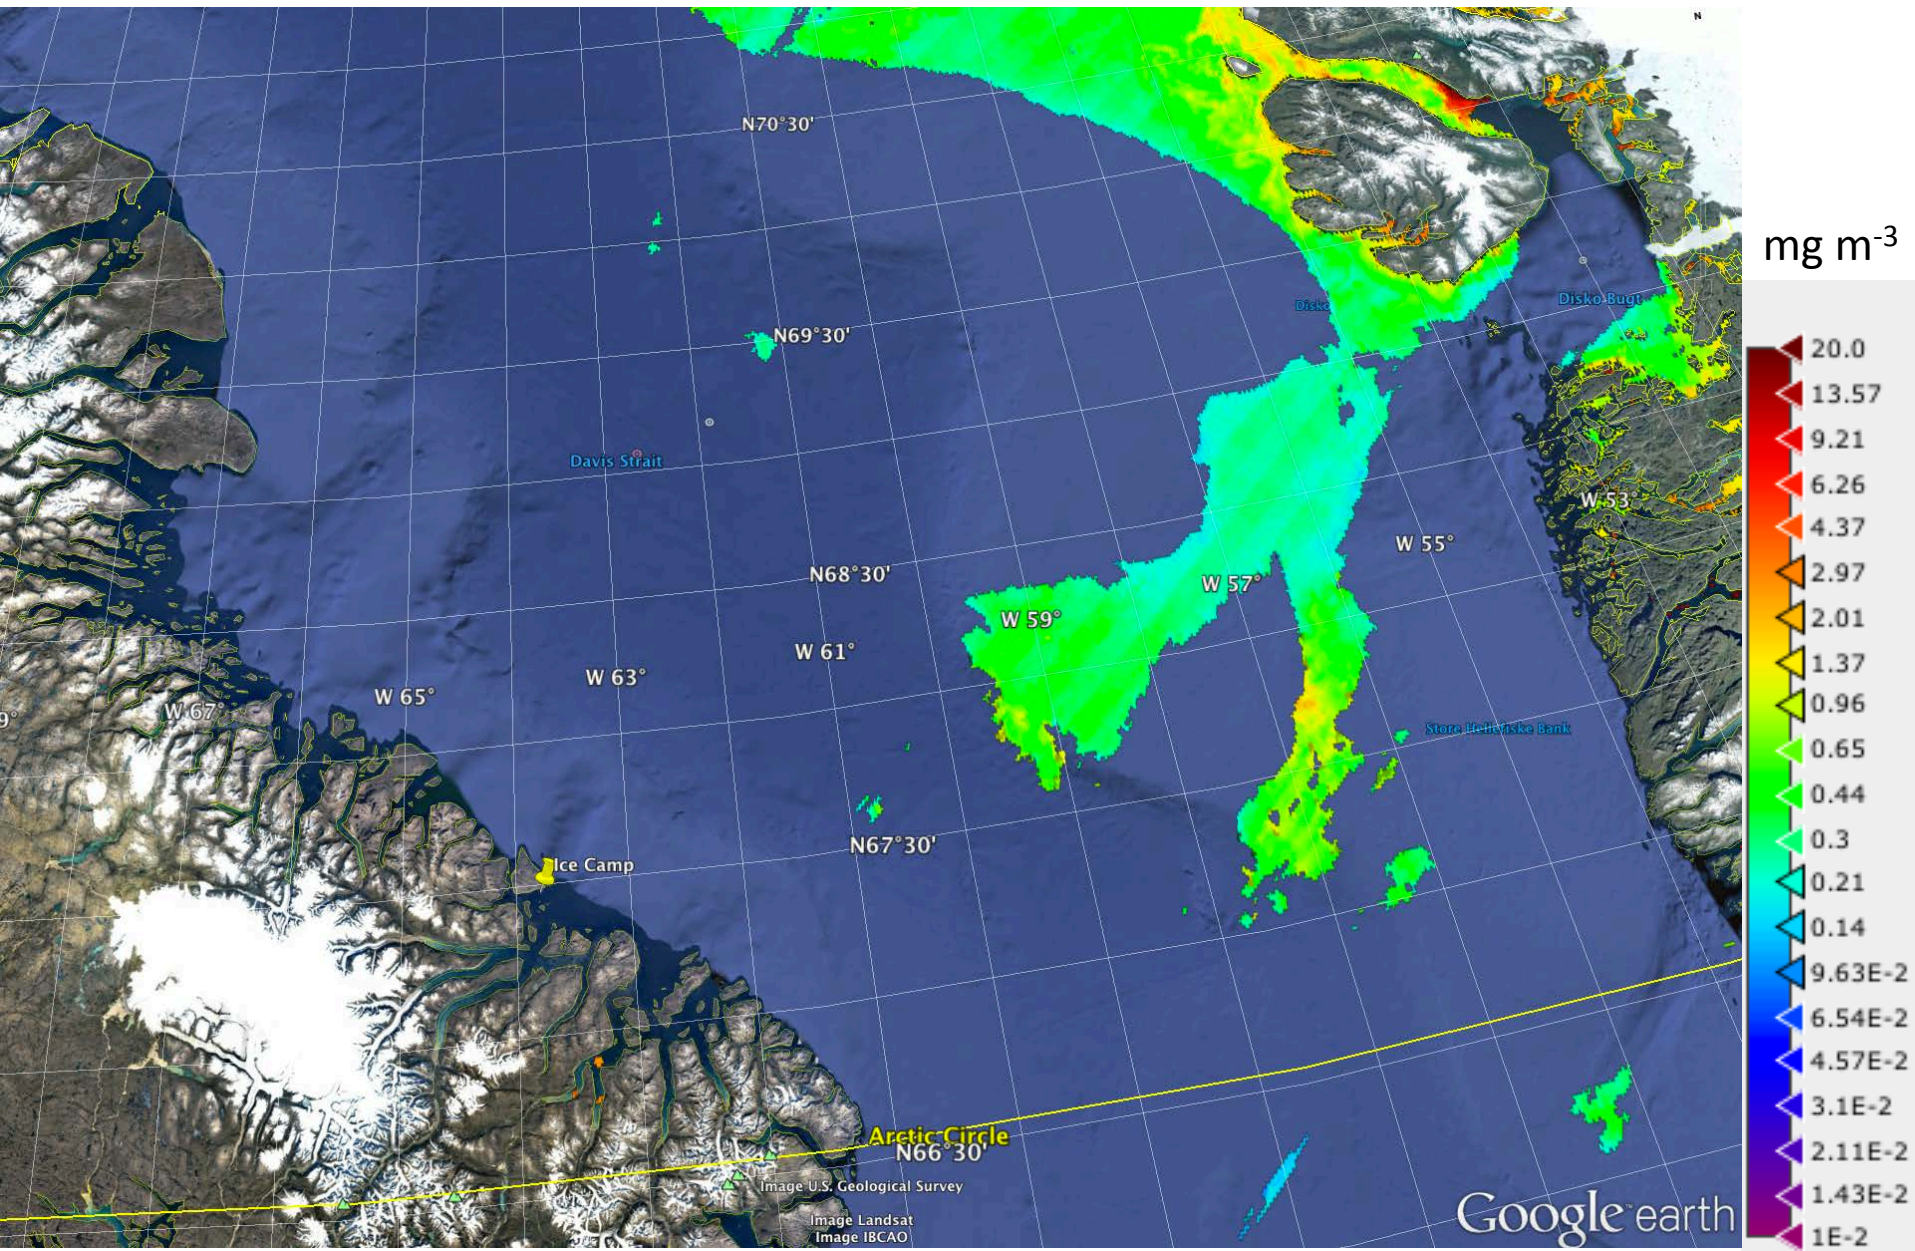 N
N70°30'
mg m-3
Disko
Disko Bugt
N69°30'
20.0
13.57
9.21
Davis Strait
6.26
W 53°
4.37
W 55°
N68°30'
2.97
W 57°
2.01
W 59°
W 61°
1.37
W 63°
W 65°
0.96
W 67°
9°
Store Hellefiske Bank
0.65
0.44
N67°30'
0.3
Ice Camp
0.21
0.14
9.63E-2
6.54E-2
4.57E-2
3.1E-2
Arctic Circle
N66°30'
2.11E-2
Image U.S. Geological Survey
1.43E-2
Image Landsat
Google earth
Image IBCAO
1E-2